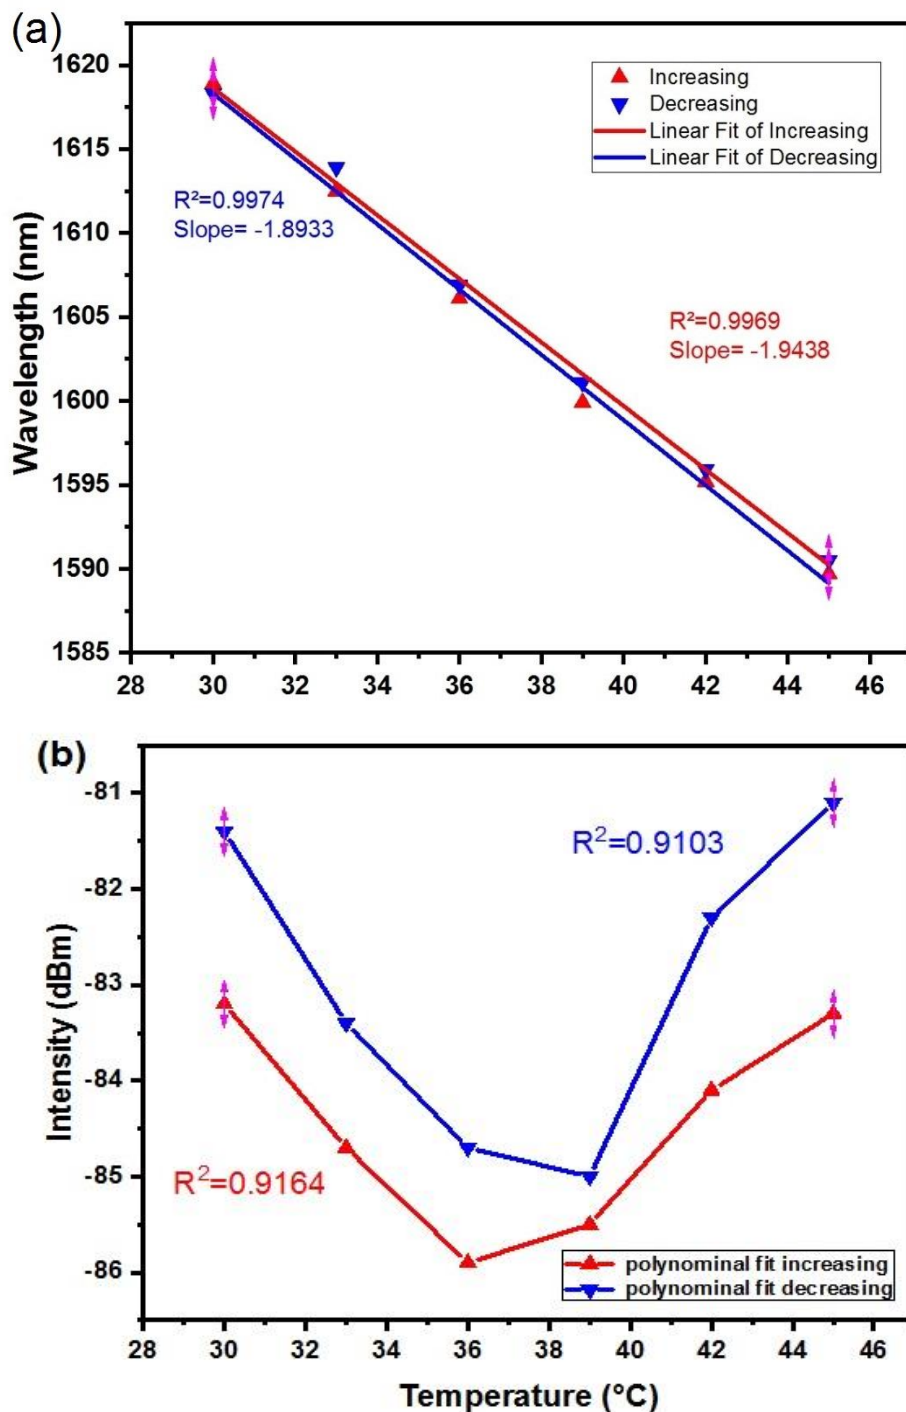 (a)
1620
1615
1610
1605
1600
1595
1590
1585
Wavelength (nm)
Increasing
Decreasing
Linear Fit of Increasing
Linear Fit of Decreasing
R²=0.9974
Slope= -1.8933
R²=0.9969
Slope= -1.9438
28 30 32 34 36 38 40 42 44 46
(b)
-81
-82
-83
-84
-85
-86
Intensity (dBm)
R²=0.9103
R²=0.9164
polynominal fit increasing
polynominal fit decreasing
28 30 32 34 36 38 40 42 44 46
Temperature (°C)